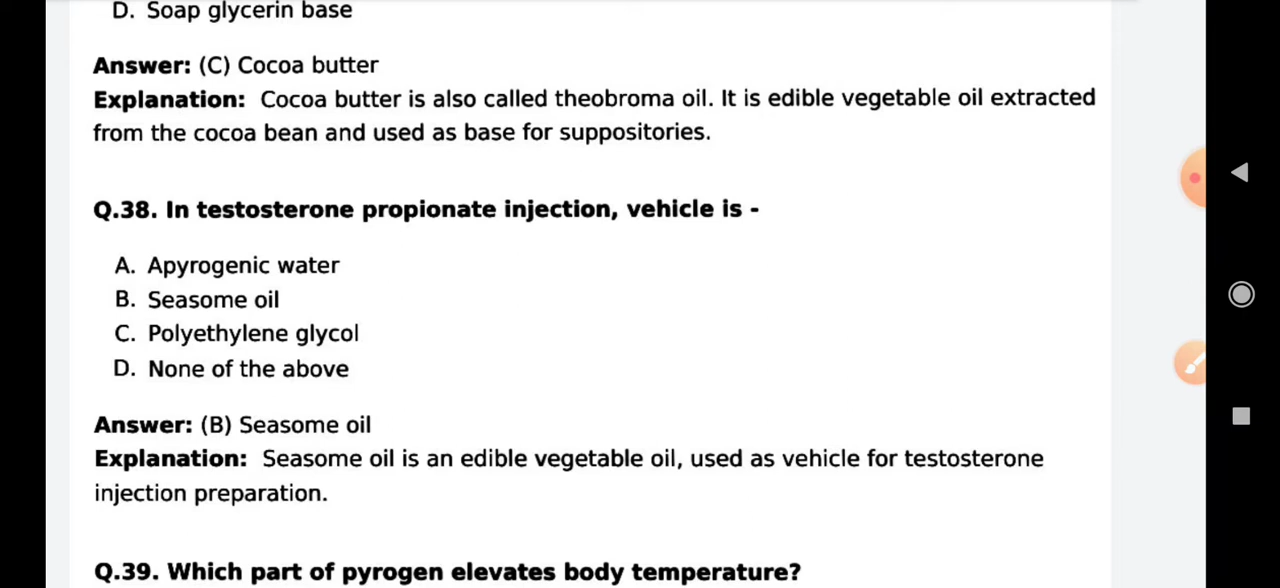 D. Soap glycerin base
Answer: (C) Cocoa butter
Explanation: Cocoa butter is also called theobroma oil. It is edible vegetable oil extracted
from the cocoa bean and used as base for suppositories.
Q.38. In testosterone propionate injection, vehicle is -
A. Apyrogenic water
B. Seasome oil
C. Polyethylene glycol
D. None of the above
Answer: (B) Seasome oil
Explanation: Seasome oil is an edible vegetable oil, used as vehicle for testosterone
injection preparation.
Q.39. Which part of pyrogen elevates body temperature?